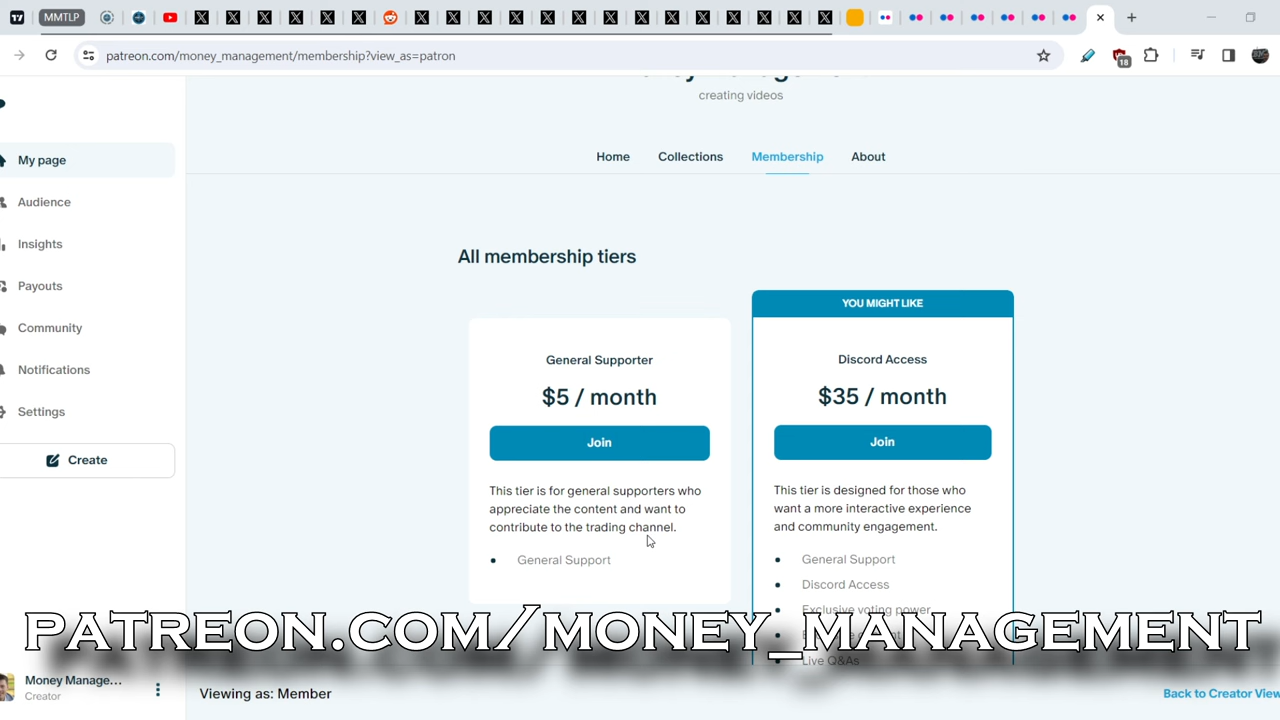 MMTLP
patreon.com/money_management/membership?view_as=patron
18
creating videos
My page
Audience
Insights
Payouts
Community
Notifications
Settings
Create
Home
Collections
Membership
About
All membership tiers
General Supporter
$5 / month
Join
This tier is for general supporters who
appreciate the content and want to
contribute to the trading channel.
General Support
YOU MIGHT LIKE
Discord Access
$35 / month
Join
This tier is designed for those who
want a more interactive experience
and community engagement.
General Support
Discord Access
Exclusive voting power
Live Q&As
PATREON.COM/MONEY_MANAGEMENT
Money Manage...
Creator
Viewing as: Member
Back to Creator View